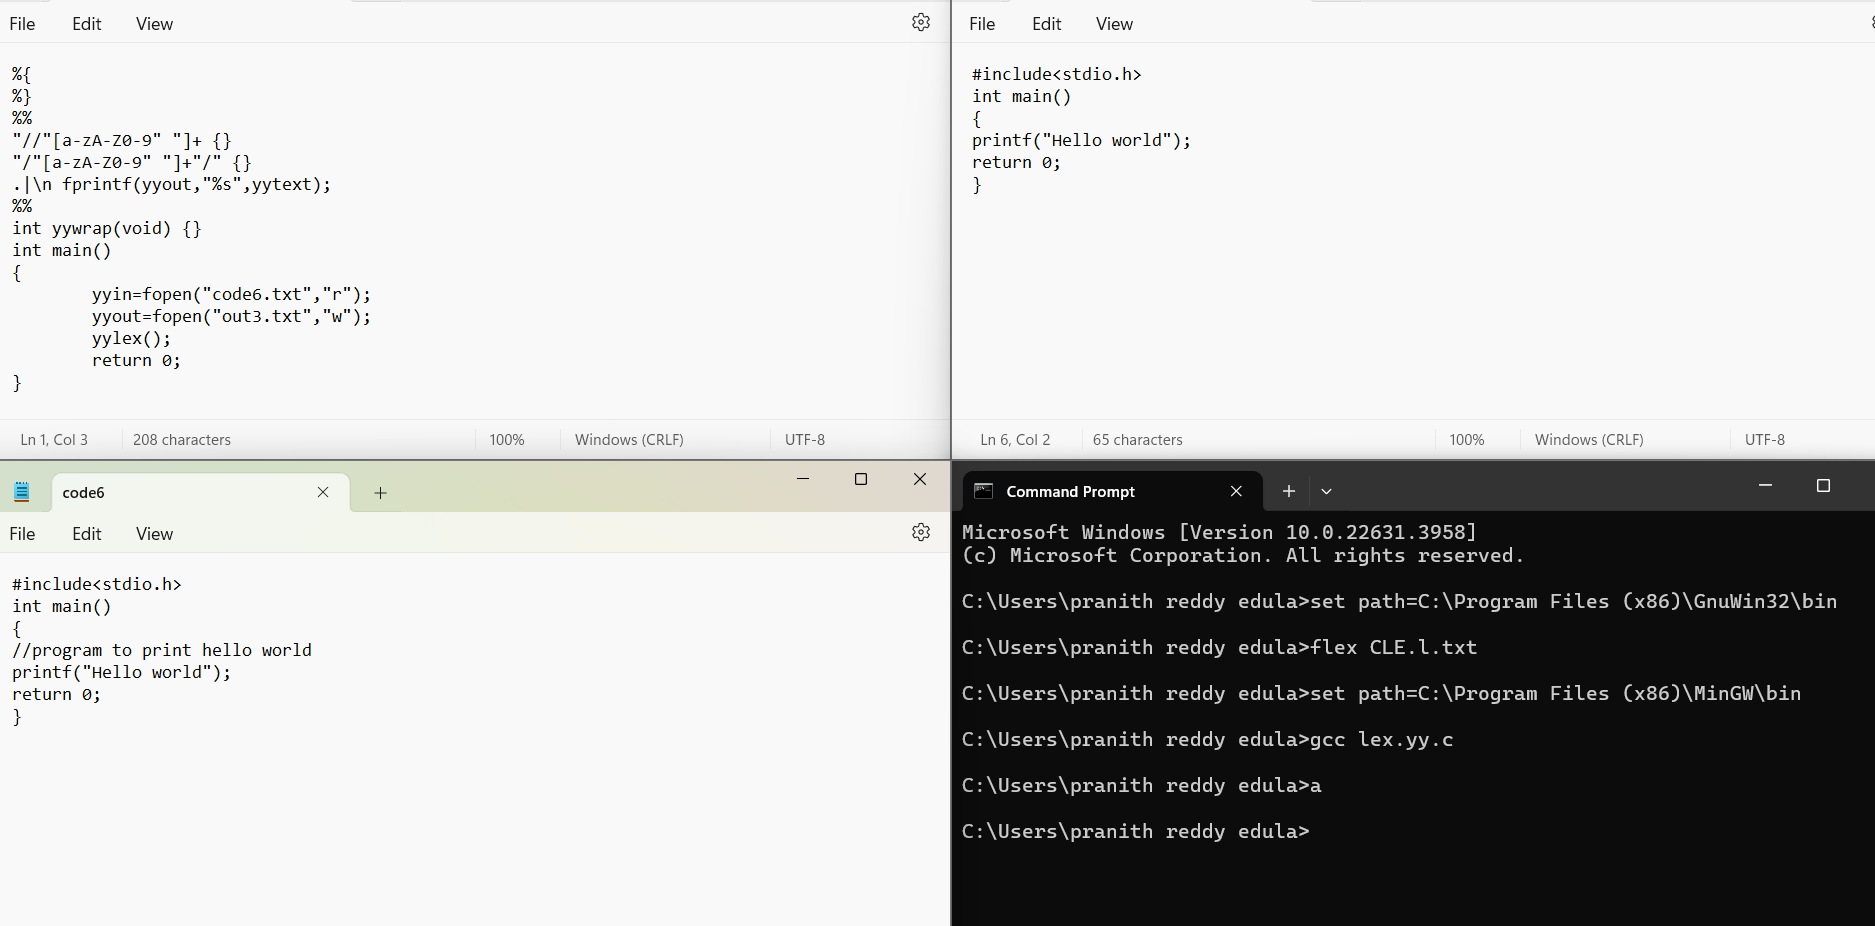 File Edit View
%{
%}
%%
"//"[a-zA-Z0-9" "]+ {}
"/"[a-zA-Z0-9" "]+"/" {}
.|\n fprintf(yyout,"%s",yytext);
%%
int yywrap(void) {}
int main()
{
yyin=fopen("code6.txt","r");
yyout=fopen("out3.txt","w");
yylex();
return 0;
}
Ln 1, Col 3 208 characters 100% Windows (CRLF) UTF-8
File Edit View
#include<stdio.h>
int main()
{
printf("Hello world");
return 0;
}
Ln 6, Col 2 65 characters 100% Windows (CRLF) UTF-8
code6
File Edit View
#include<stdio.h>
int main()
{
//program to print hello world
printf("Hello world");
return 0;
}
Command Prompt
Microsoft Windows [Version 10.0.22631.3958]
(c) Microsoft Corporation. All rights reserved.
C:\Users\pranith reddy edula>set path=C:\Program Files (x86)\GnuWin32\bin
C:\Users\pranith reddy edula>flex CLE.l.txt
C:\Users\pranith reddy edula>set path=C:\Program Files (x86)\MinGW\bin
C:\Users\pranith reddy edula>gcc lex.yy.c
C:\Users\pranith reddy edula>a
C:\Users\pranith reddy edula>